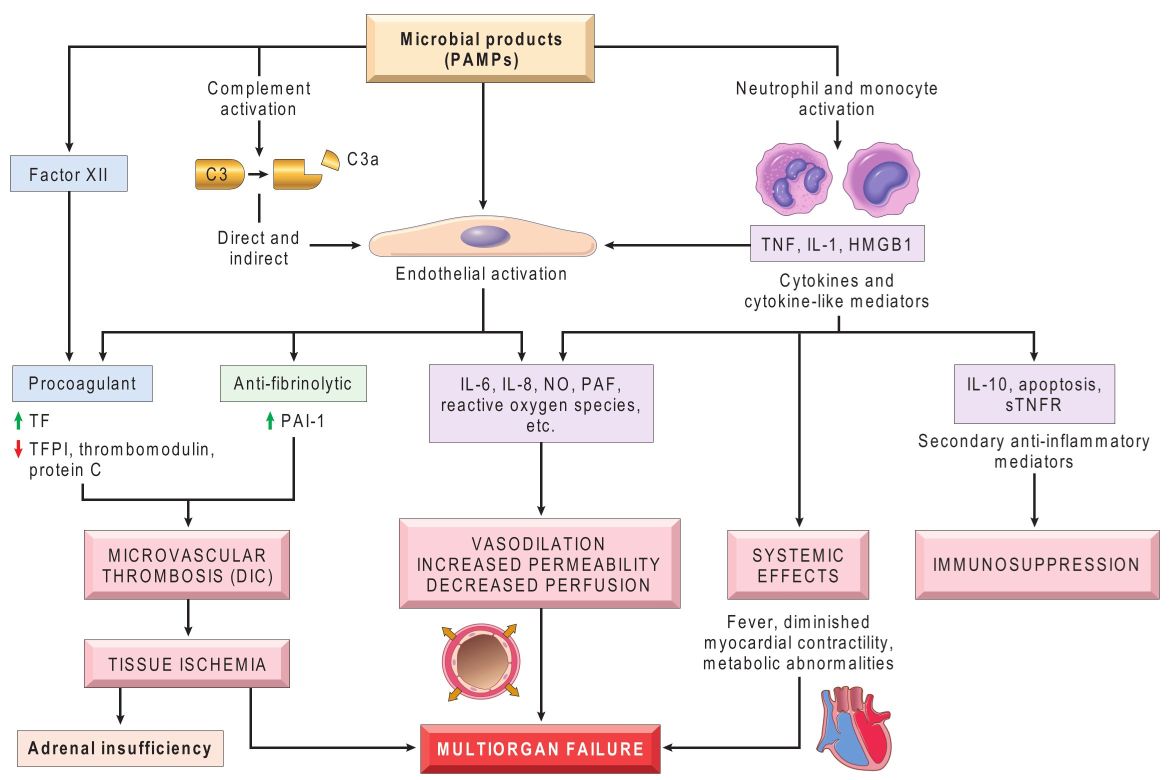 Microbial products
(PAMPs)
Complement
activation
Neutrophil and monocyte
activation
Factor XII
C3
C3a
Direct and
indirect
Endothelial activation
TNF, IL-1, HMGB1
Cytokines and
cytokine-like mediators
Procoagulant
TF
TFPI, thrombomodulin,
protein C
Anti-fibrinolytic
PAI-1
IL-6, IL-8, NO, PAF,
reactive oxygen species,
etc.
IL-10, apoptosis,
sTNFR
Secondary anti-inflammatory
mediators
MICROVASCULAR
THROMBOSIS (DIC)
VASODILATION
INCREASED PERMEABILITY
DECREASED PERFUSION
SYSTEMIC
EFFECTS
IMMUNOSUPPRESSION
Fever, diminished
myocardial contractility,
metabolic abnormalities
TISSUE ISCHEMIA
Adrenal insufficiency
MULTIORGAN FAILURE